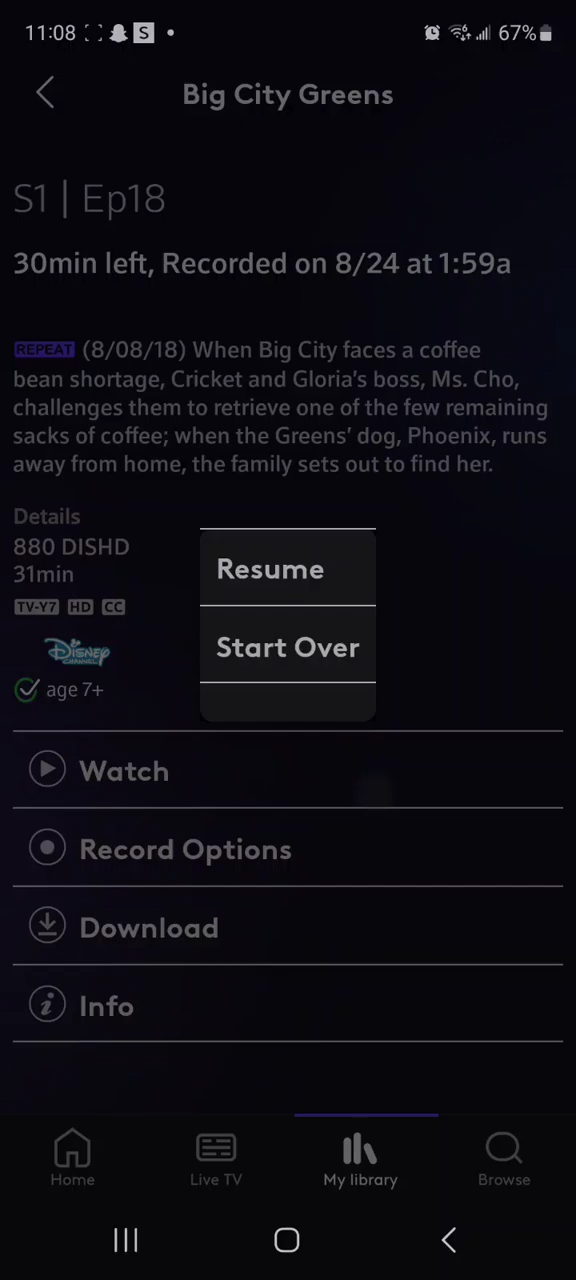 11:08 S
67%
Big City Greens
S1 | Ep18
30min left, Recorded on 8/24 at 1:59a
REPEAT (8/08/18) When Big City faces a coffee
bean shortage, Cricket and Gloria's boss, Ms. Cho,
challenges them to retrieve one of the few remaining
sacks of coffee; when the Greens' dog, Phoenix, runs
away from home, the family sets out to find her.
Details
880 DISHD
31min
TV-Y7 HD CC
Disney
CHANNEL
age 7+
Resume
Start Over
Watch
Record Options
Download
Info
Home
Live TV
My library
Browse